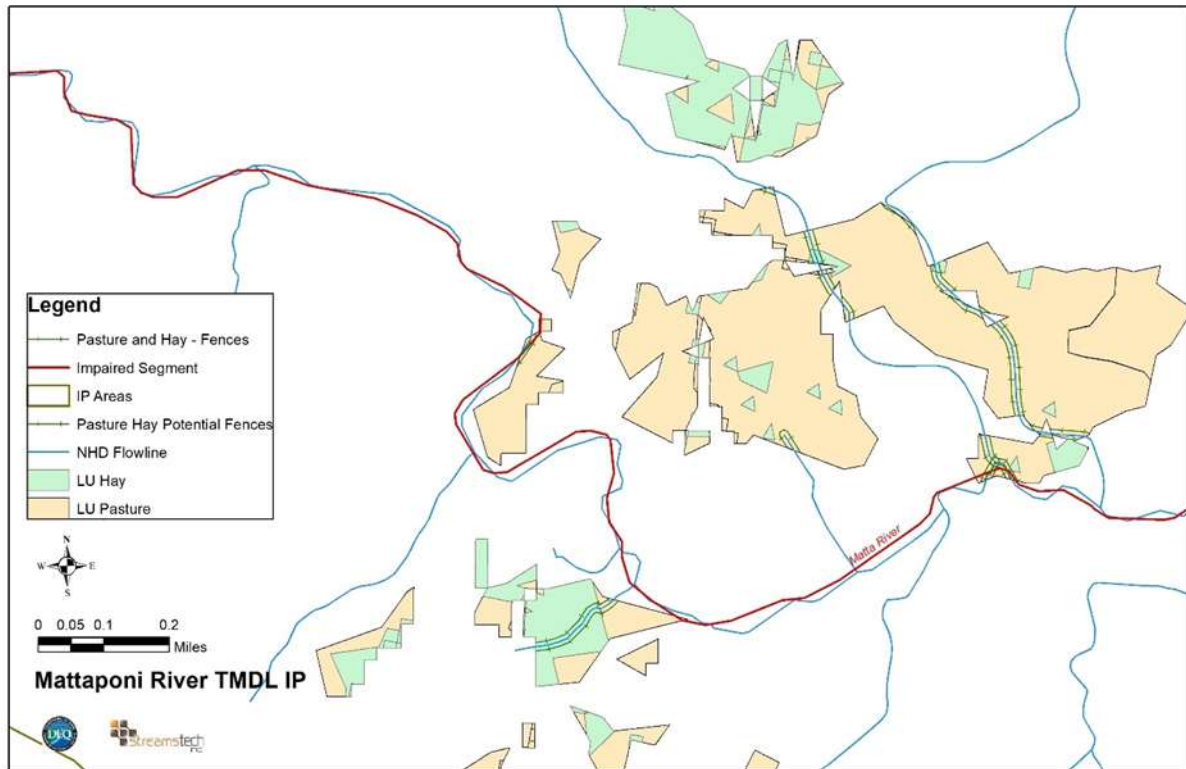 Legend
Pasture and Hay - Fences
Impaired Segment
IP Areas
Pasture Hay Potential Fences
NHD Flowline
LU Hay
LU Pasture
Matta River
N
W E
S
0 0.05 0.1 0.2
Miles
Mattaponi River TMDL IP
DEQ
Streamstech